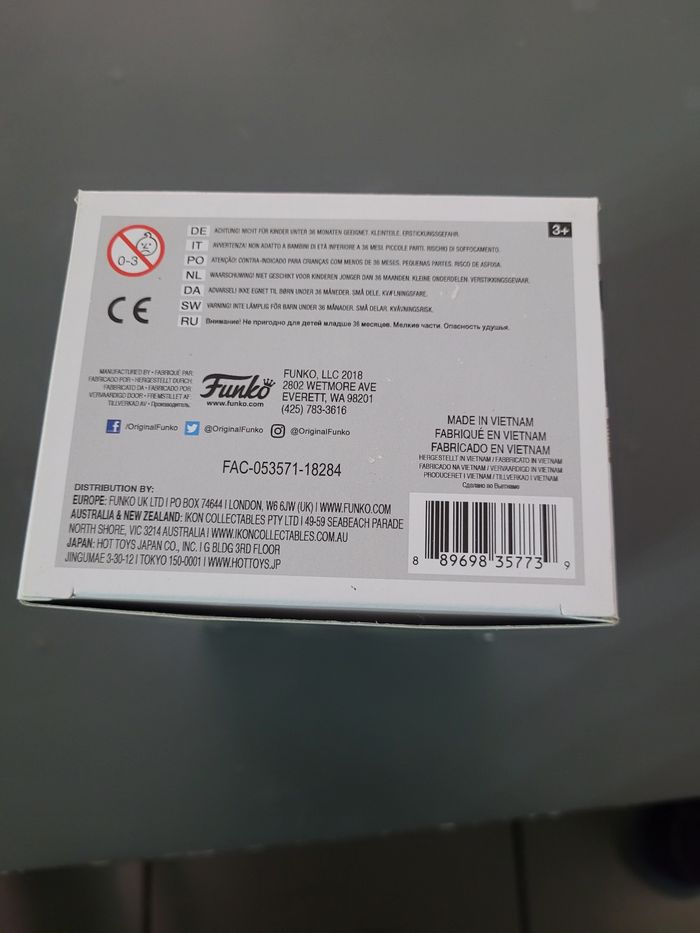 3+
0-3
DE ACHTUNG! NICHT FÜR KINDER UNTER 36 MONATEN GEEIGNET. KLEINTEILE. ERSTICKUNGSGEFAHR.
IT AVVERTENZA! NON ADATTO A BAMBINI DI ETÀ INFERIORE A 36 MESI. PICCOLE PARTI. RISCHIO DI SOFFOCAMENTO.
PO ATENÇÃO! CONTRA-INDICADO PARA CRIANÇAS COM MENOS DE 36 MESES. PEQUENAS PARTES. RISCO DE ASFIXIA.
NL WAARSCHUWING! NIET GESCHIKT VOOR KINDEREN JONGER DAN 36 MAANDEN. KLEINE ONDERDELEN. VERSTIKKINGSGEVAAR.
DA ADVARSEL! IKKE EGNET TIL BØRN UNDER 36 MÅNEDER. SMÅ DELE. KVÆLNINGSFARE.
SW VARNING! INTE LÄMPLIG FÖR BARN UNDER 36 MÅNADER. SMÅ DELAR. KVÄVNINGSRISK.
RU Внимание! Не пригодно для детей младше 36 месяцев. Мелкие части. Опасность удушья.
CE
MANUFACTURED BY • FABRIQUÉ PAR
FABRICADO POR • HERGESTELLT DURCH
FABBRICATO DA • FABRICADO POR
VERVAARDIGD DOOR • FREMSTILLET AF
TILLVERKAD AV • Производитель
Funko
www.funko.com
FUNKO, LLC 2018
2802 WETMORE AVE
EVERETT, WA 98201
(425) 783-3616
/OriginalFunko @OriginalFunko @OriginalFunko
FAC-053571-18284
MADE IN VIETNAM
FABRIQUÉ EN VIETNAM
FABRICADO EN VIETNAM
HERGESTELLT IN VIETNAM / FABBRICATO IN VIETNAM
FABRICADO NA VIETNAM / VERVAARDIGD IN VIETNAM
PRODUCERET I VIETNAM / TILLVERKAD I VIETNAM
Сделано во Вьетнаме
DISTRIBUTION BY:
EUROPE: FUNKO UK LTD I PO BOX 74644 I LONDON, W6 6JW (UK) I WWW.FUNKO.COM
AUSTRALIA & NEW ZEALAND: IKON COLLECTABLES PTY LTD I 49-59 SEABEACH PARADE
NORTH SHORE, VIC 3214 AUSTRALIA I WWW.IKONCOLLECTABLES.COM.AU
JAPAN: HOT TOYS JAPAN CO., INC. I G BLDG 3RD FLOOR
JINGUMAE 3-30-12 I TOKYO 150-0001 I WWW.HOTTOYS.JP
8 89698 35773 9